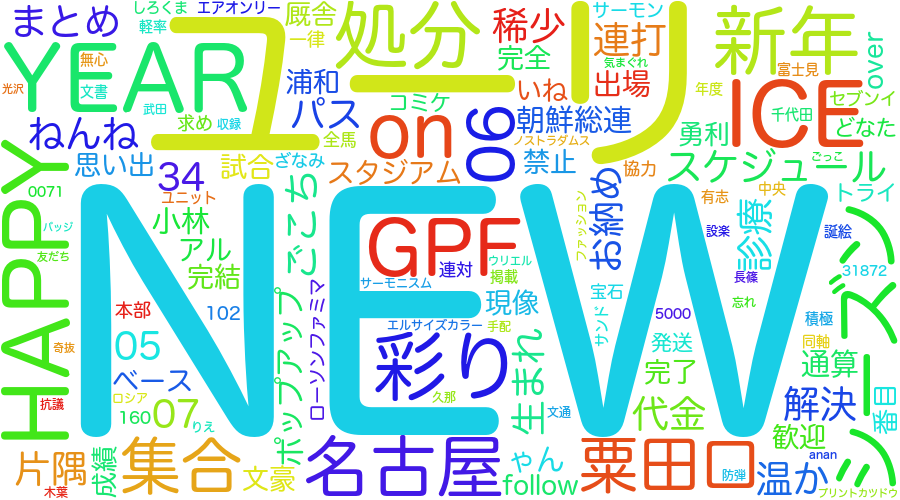 まとめ
しろくま
エアオンリー
軽率
厩舎
一律
処分
稀少
完全
サーモン
連打
気まぐれ
出場
新年
over
光沢
無心
文書
YEAR
ユーリ
浦和
パス
コミケ
いね
年度
富士見
セブンイ
ICE
千代田
どなた
武田
求め
収録
全馬
on
06
朝鮮総連
ノストラダムス
勇利
ごっこ
ねんね
思い出
試合
ざなみ
スタジアム
禁止
協力
スケジュール
HAPPY
34
ユニット
お納め
有志
中央
トライ
0071
バッジ
友だち
小林
アル
完結
ごこち
GPF
ウリエル
連対
掲載
ファッション
診療
設楽
誕絵
シーズン
サーモニスム
31872
長篠
NEW
本部
102
ローソンファミマ
現像
宝石
サンド
5000
忘れ
積極
05
エルサイズカラー
手配
同軸
奇抜
ベース
ポップアップ
彩り
生まれ
発送
通算
抗議
ロシア
160
07
りえ
久那
文通
完了
代金
解決
番目
歓迎
片隅
木葉
成績
集合
文豪
名古屋
ゃん
follow
粟田口
防弾
温か
anan
プリントカツドウ